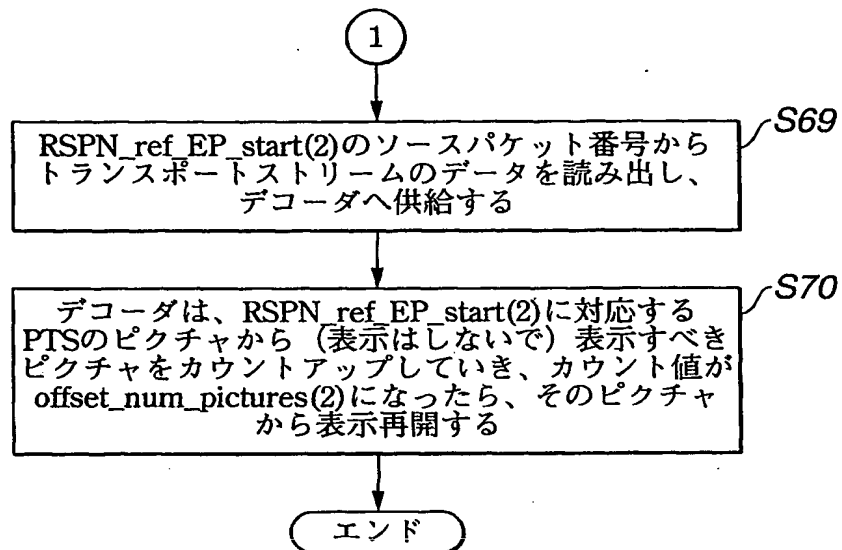 1
S69
RSPN_ref_EP_start(2)のソースパケット番号から
トランスポートストリームのデータを読み出し、
デコーダへ供給する
S70
デコーダは、RSPN_ref_EP_start(2)に対応する
PTSのピクチャから（表示はしないで）表示すべき
ピクチャをカウントアップしていき、カウント値が
offset_num_pictures(2)になったら、そのピクチャ
から表示再開する
エンド